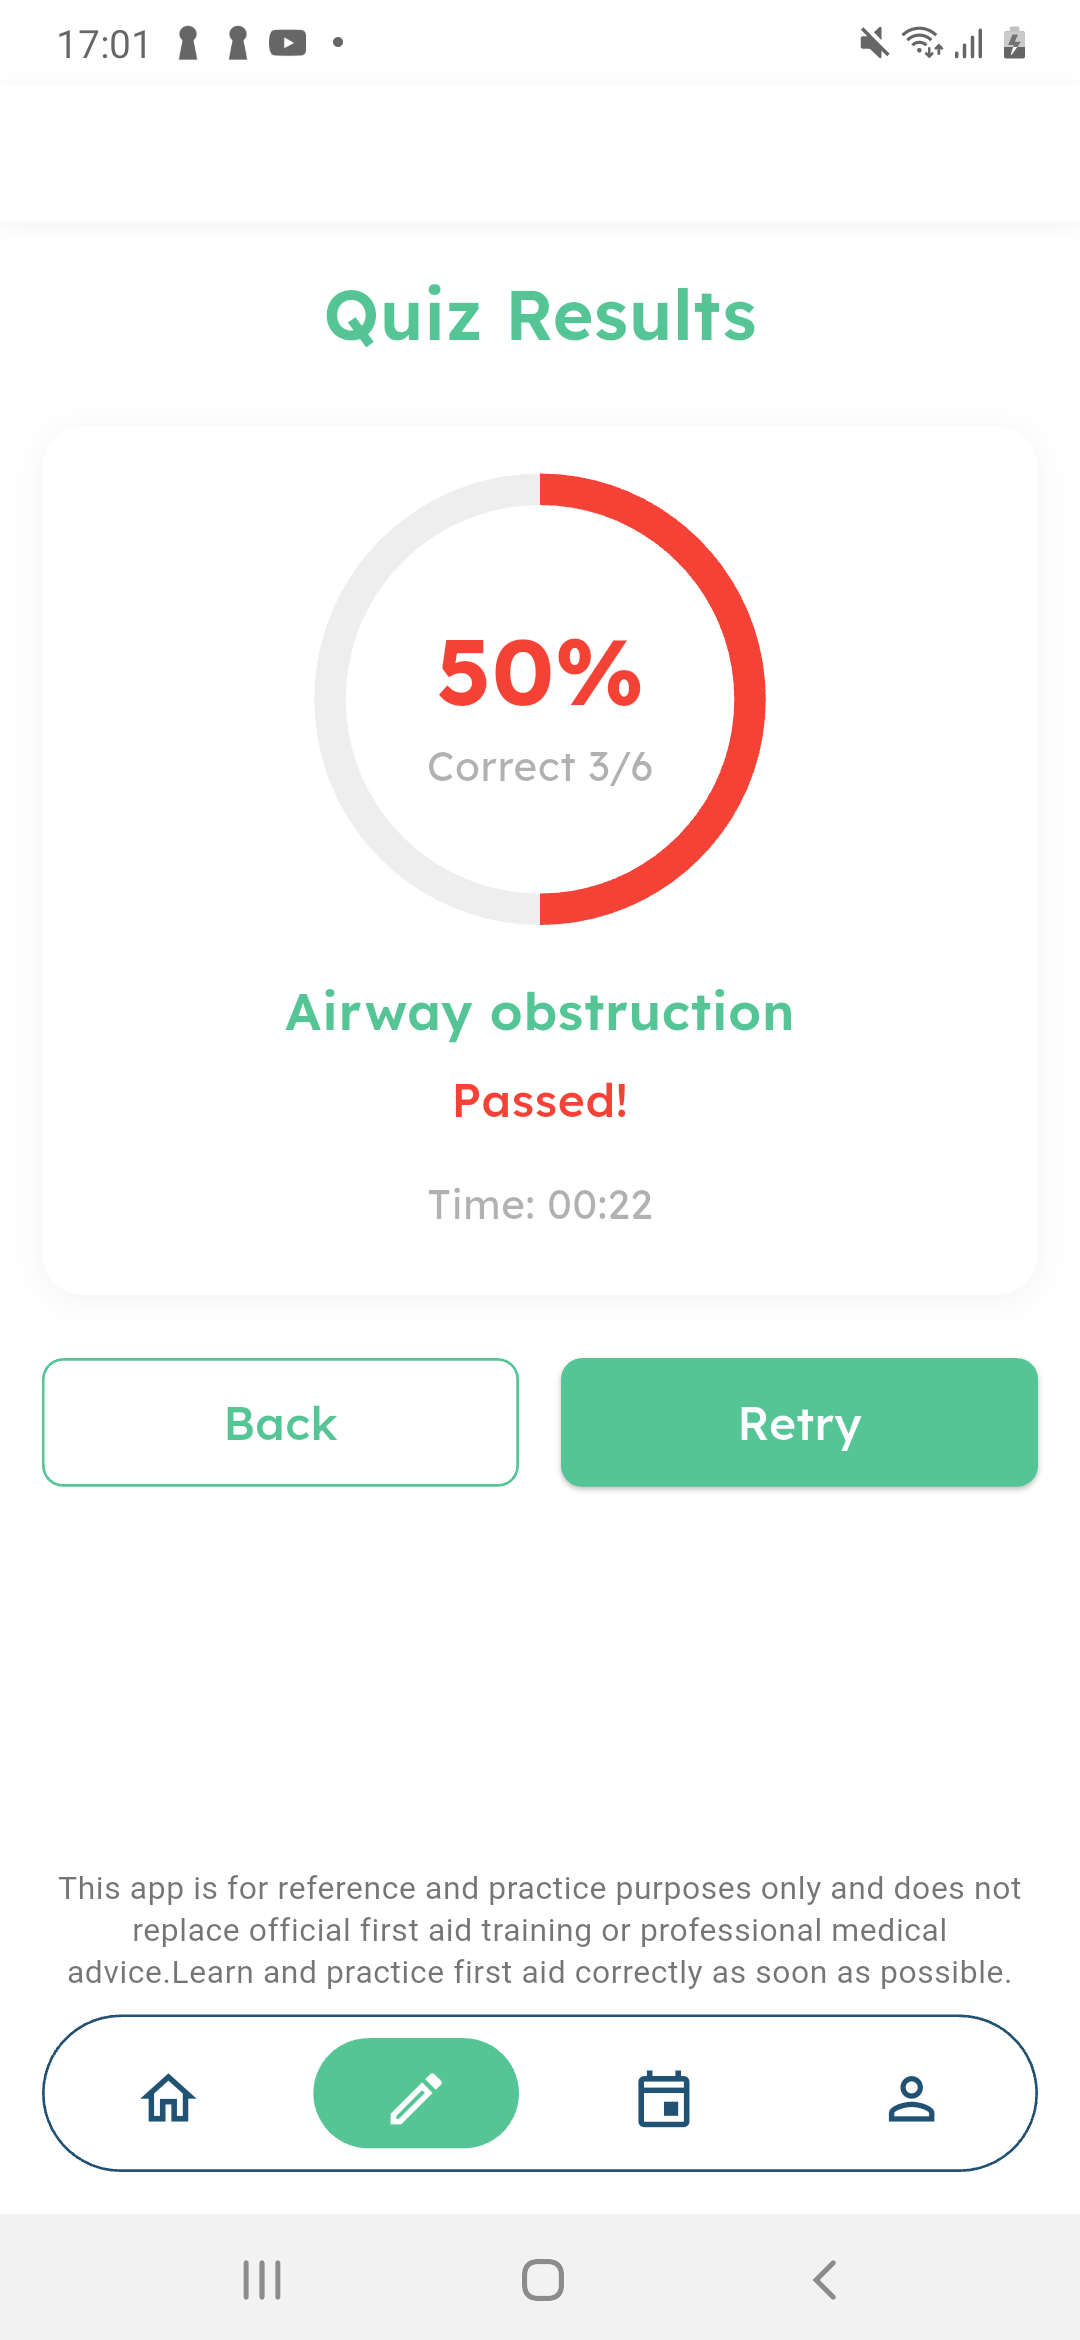 17:01
Quiz Results
50%
Correct 3/6
Airway obstruction
Passed!
Time: 00:22
Back
Retry
This app is for reference and practice purposes only and does not
replace official first aid training or professional medical
advice.Learn and practice first aid correctly as soon as possible.